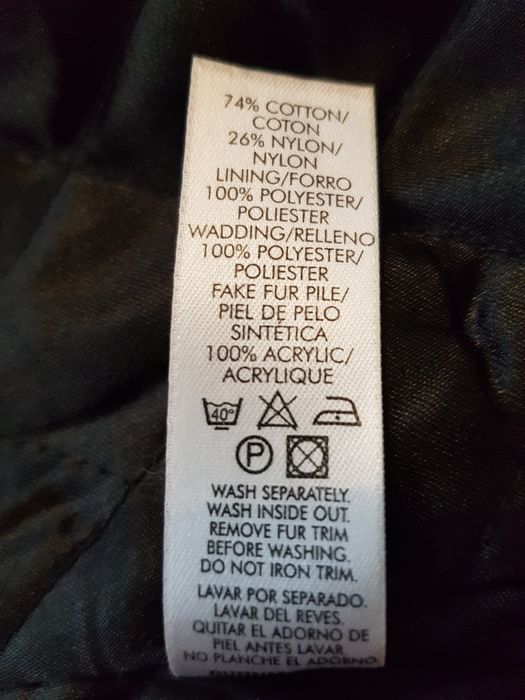 74% COTTON/
COTON
26% NYLON/
NYLON
LINING/FORRO
100% POLYESTER/
POLIESTER
WADDING/RELLENO
100% POLYESTER/
POLIESTER
FAKE FUR PILE/
PIEL DE PELO
SINTÉTICA
100% ACRYLIC/
ACRYLIQUE
40°
P
WASH SEPARATELY.
WASH INSIDE OUT.
REMOVE FUR TRIM
BEFORE WASHING.
DO NOT IRON TRIM.
LAVAR POR SEPARADO.
LAVAR DEL REVES.
QUITAR EL ADORNO DE
PIEL ANTES LAVAR.
NO PLANCHE EL ADORNO